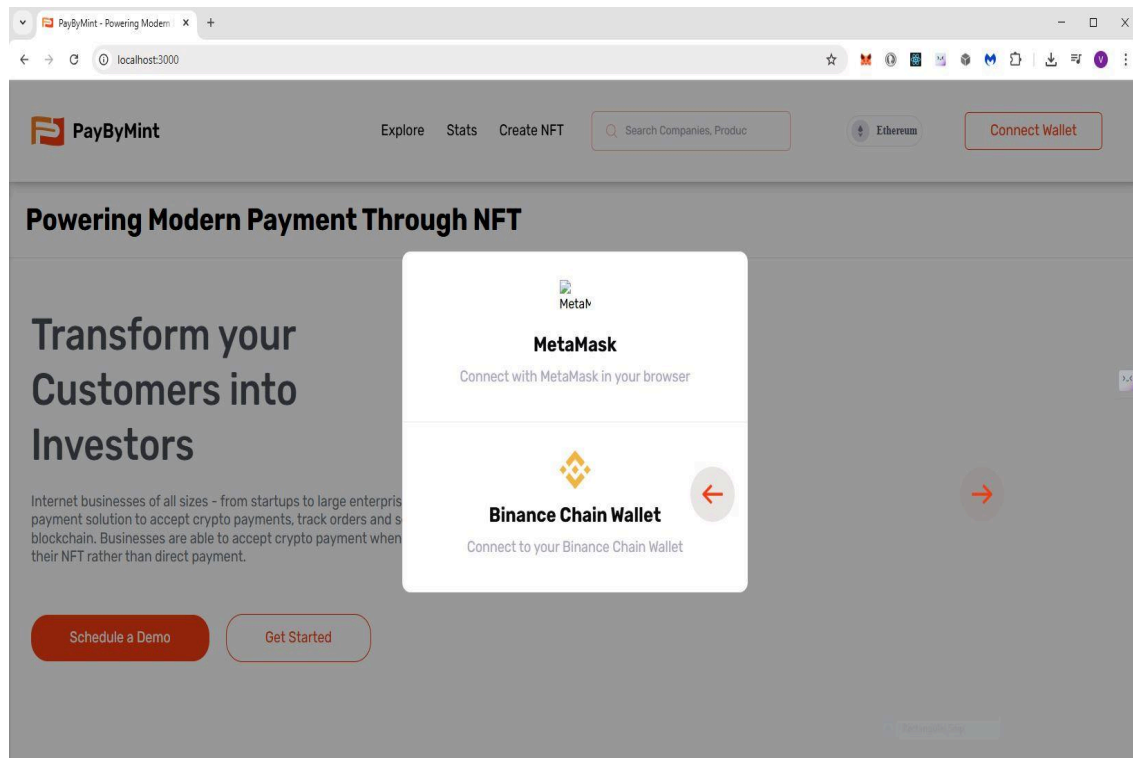 PayByMint - Powering Modern
localhost:3000
V
PayByMint
Explore
Stats
Create NFT
Search Companies, Produc
Ethereum
Connect Wallet
Powering Modern Payment Through NFT
MetaM
MetaMask
Connect with MetaMask in your browser
Binance Chain Wallet
Connect to your Binance Chain Wallet
Transform your
Customers into
Investors
Internet businesses of all sizes - from startups to large enterpris
payment solution to accept crypto payments, track orders and s
blockchain. Businesses are able to accept crypto payment when
their NFT rather than direct payment.
Schedule a Demo
Get Started